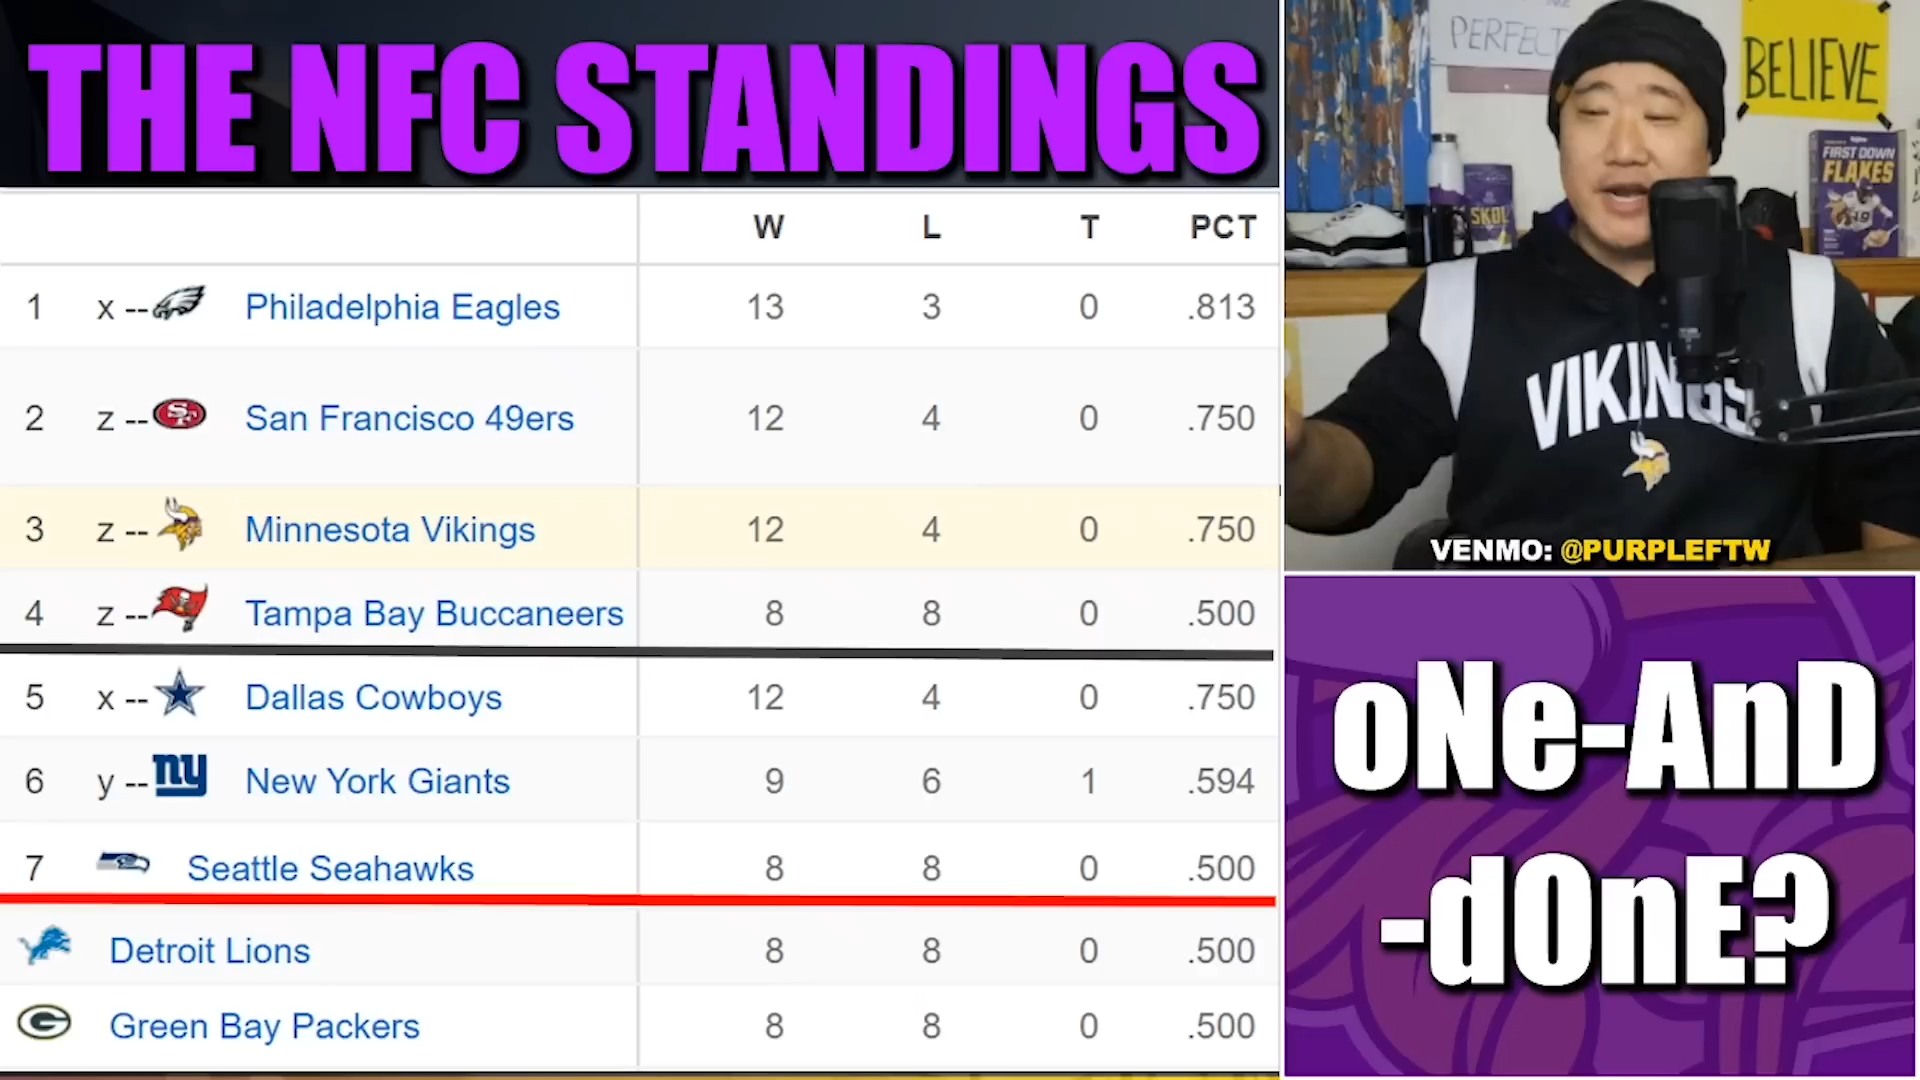 THE NFC STANDINGS
W L T PCT
1 x -- Philadelphia Eagles 13 3 0 .813
2 z -- San Francisco 49ers 12 4 0 .750
3 z -- Minnesota Vikings 12 4 0 .750
4 z -- Tampa Bay Buccaneers 8 8 0 .500
5 x -- Dallas Cowboys 12 4 0 .750
6 y -- ny New York Giants 9 6 1 .594
7 Seattle Seahawks 8 8 0 .500
Detroit Lions 8 8 0 .500
Green Bay Packers 8 8 0 .500
PERFECT
BELIEVE
SKOL
FIRST DOWN
FLAKES
VIKINGS
VENMO: @PURPLEFTW
oNe-AnD
-dOnE?